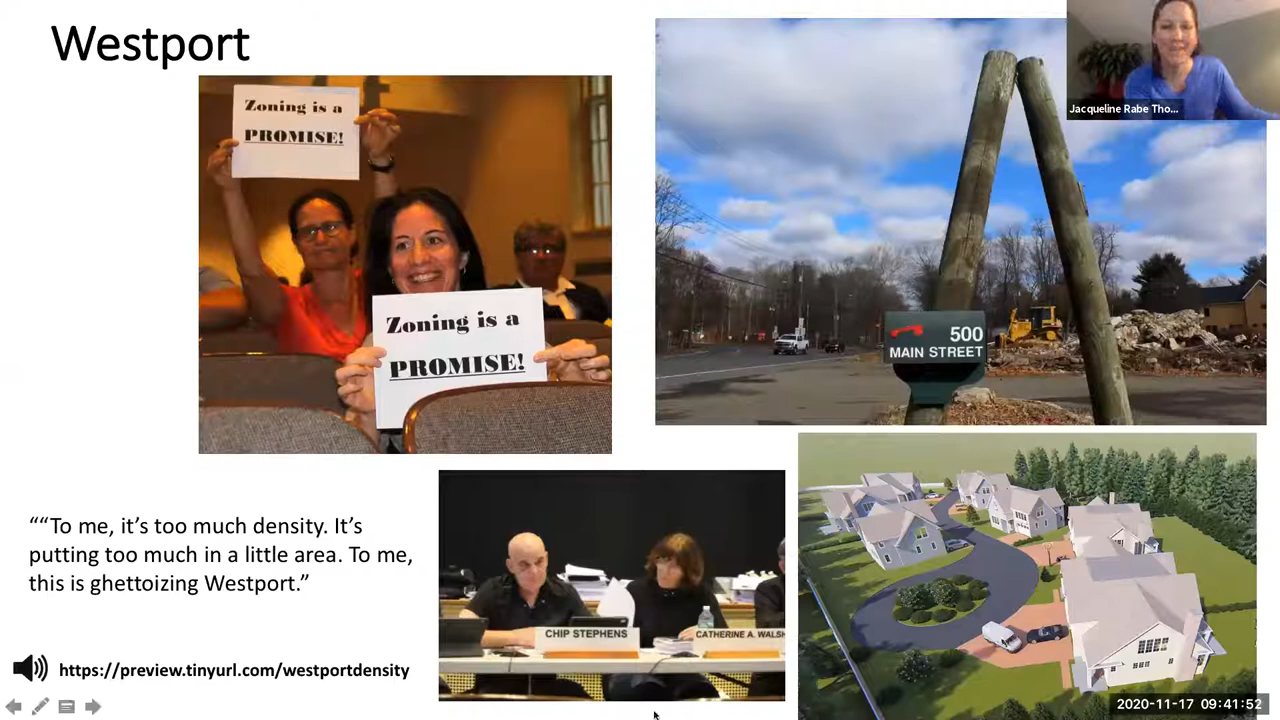 Westport
Zoning is a
PROMISE!
Zoning is a
PROMISE!
500
MAIN STREET
Jacqueline Rabe Tho...
““To me, it’s too much density. It’s
putting too much in a little area. To me,
this is ghettoizing Westport.”
CHIP STEPHENS
CATHERINE A. WALSH
https://preview.tinyurl.com/westportdensity
2020-11-17 09:41:52